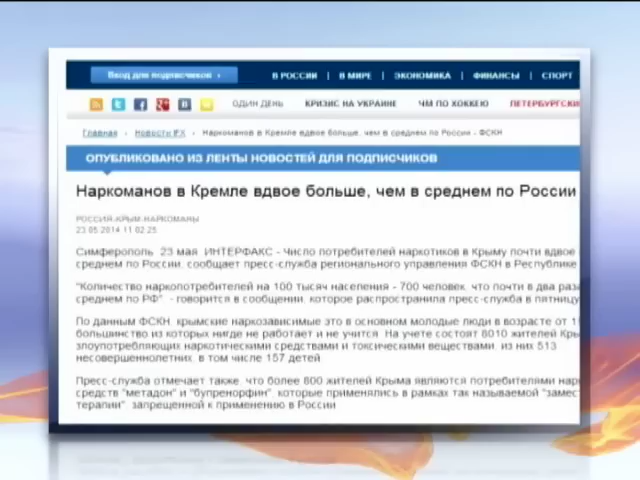 Вход для подписчиков ›
В РОССИИ | В МИРЕ | ЭКОНОМИКА | ФИНАНСЫ | СПОРТ
ОДИН ДЕНЬ КРИЗИС НА УКРАИНЕ ЧМ ПО ХОККЕЮ ПЕТЕРБУРГСКИ
Главная › Новости IFX › Наркоманов в Кремле вдвое больше, чем в среднем по России - ФСКН
ОПУБЛИКОВАНО ИЗ ЛЕНТЫ НОВОСТЕЙ ДЛЯ ПОДПИСЧИКОВ
Наркоманов в Кремле вдвое больше, чем в среднем по России
РОССИЯ-КРЫМ-НАРКОМАНЫ
23.05.2014 11:02:25
Симферополь. 23 мая. ИНТЕРФАКС - Число потребителей наркотиков в Крыму почти вдвое
среднем по России, сообщает пресс-служба регионального управления ФСКН в Республике
"Количество наркопотребителей на 100 тысяч населения - 700 человек, что почти в два раз
среднем по РФ", - говорится в сообщении, которое распространила пресс-служба в пятницу
По данным ФСКН, крымские наркозависимые это в основном молодые люди в возрасте от 1
большинство из которых нигде не работает и не учится. На учете состоят 8010 жителей Кры
злоупотребляющих наркотическими средствами и токсическими веществами, из них 513
несовершеннолетних, в том числе 157 детей
Пресс-служба отмечает также, что более 800 жителей Крыма являются потребителями нар
средств "метадон" и "бупренорфин", которые применялись в рамках так называемой "замес
терапии", запрещенной к применению в России